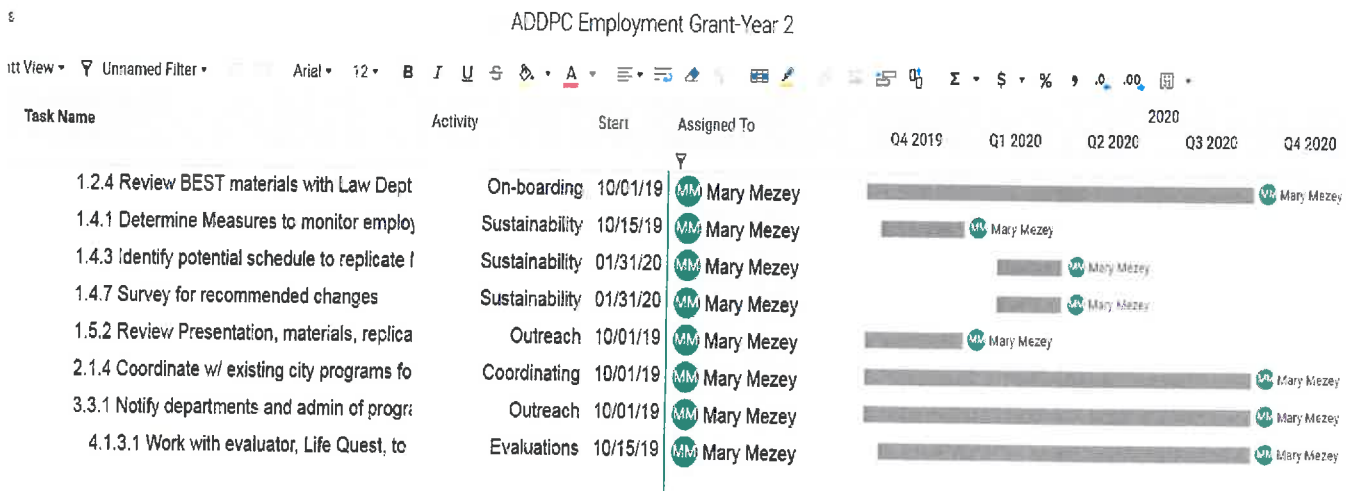 s
ADDPC Employment Grant-Year 2
ntt View Unnamed Filter Arial 12 B I U S A Σ $ % , .0 .00
2020
Task Name Activity Start Assigned To Q4 2019 Q1 2020 Q2 2020 Q3 2020 Q4 2020
1.2.4 Review BEST materials with Law Dept On-boarding 10/01/19 MM Mary Mezey MM Mary Mezey
1.4.1 Determine Measures to monitor employ Sustainability 10/15/19 MM Mary Mezey MM Mary Mezey
1.4.3 Identify potential schedule to replicate Sustainability 01/31/20 MM Mary Mezey MM Mary Mezey
1.4.7 Survey for recommended changes Sustainability 01/31/20 MM Mary Mezey MM Mary Mezey
1.5.2 Review Presentation, materials, replica Outreach 10/01/19 MM Mary Mezey MM Mary Mezey
2.1.4 Coordinate w/ existing city programs fo Coordinating 10/01/19 MM Mary Mezey MM Mary Mezey
3.3.1 Notify departments and admin of progra Outreach 10/01/19 MM Mary Mezey MM Mary Mezey
4.1.3.1 Work with evaluator, Life Quest, to Evaluations 10/15/19 MM Mary Mezey MM Mary Mezey